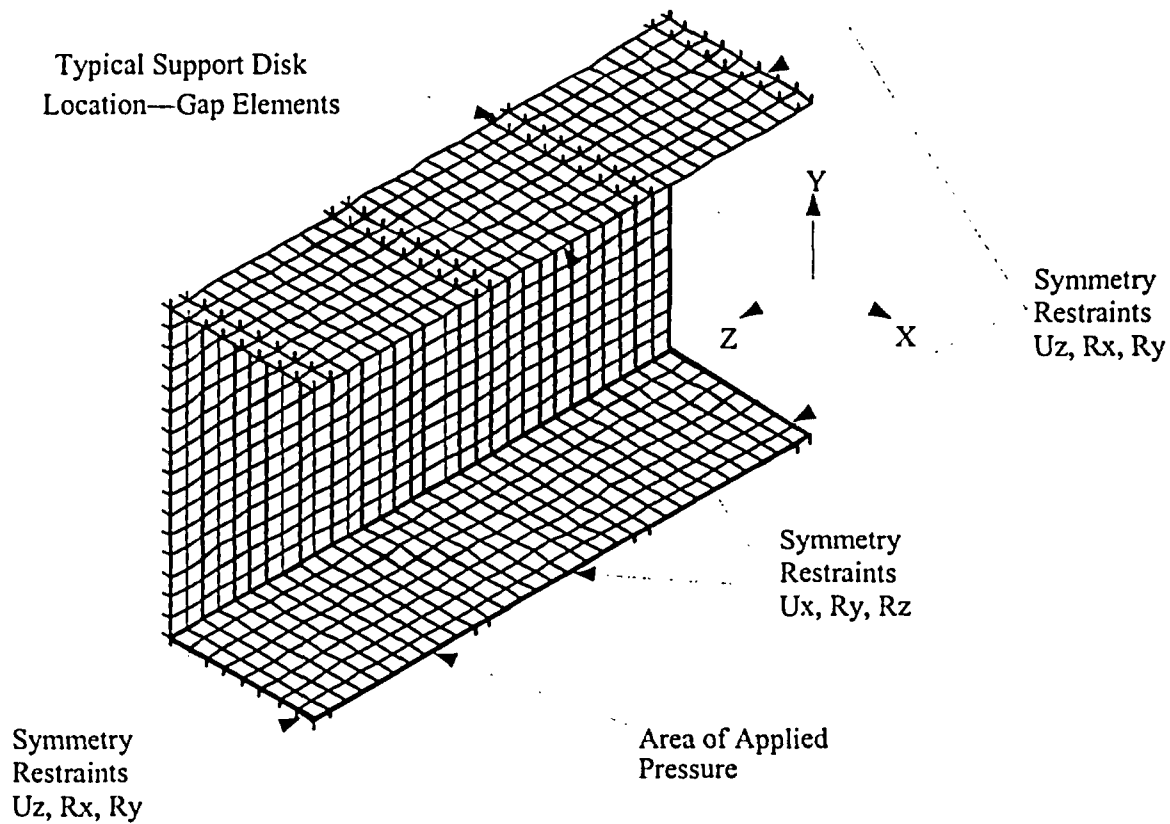 Typical Support Disk
Location—Gap Elements
Y
Z
X
Symmetry
Restraints
Uz, Rx, Ry
Symmetry
Restraints
Ux, Ry, Rz
Area of Applied
Pressure
Symmetry
Restraints
Uz, Rx, Ry